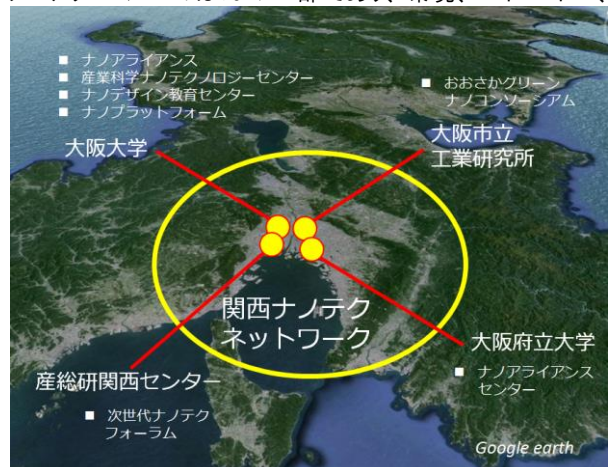 ■ ナノアライアンス
■ 産業科学ナノテクノロジーセンター
■ ナノデザイン教育センター
■ ナノプラットフォーム
大阪大学
■ おおさかグリーン
ナノコンソーシアム
大阪市立
工業研究所
関西ナノテク
ネットワーク
産総研関西センター
■ 次世代ナノテク
フォーラム
大阪府立大学
■ ナノアライアンス
センター
Google earth